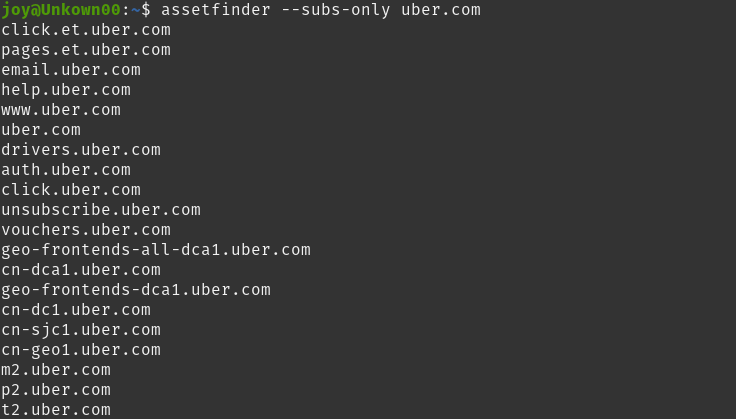 joy@Unkown00:~$ assetfinder --subs-only uber.com
click.et.uber.com
pages.et.uber.com
email.uber.com
help.uber.com
www.uber.com
uber.com
drivers.uber.com
auth.uber.com
click.uber.com
unsubscribe.uber.com
vouchers.uber.com
geo-frontends-all-dca1.uber.com
cn-dca1.uber.com
geo-frontends-dca1.uber.com
cn-dc1.uber.com
cn-sjc1.uber.com
cn-geo1.uber.com
m2.uber.com
p2.uber.com
t2.uber.com